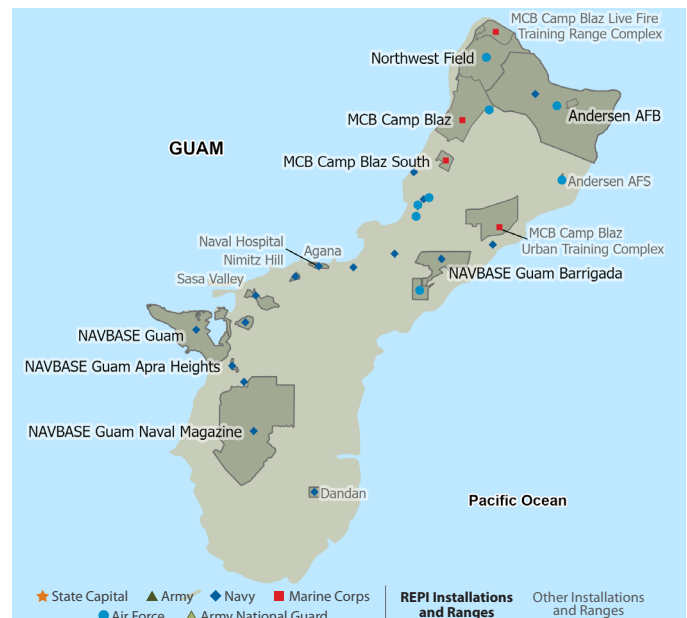 MCB Camp Blaz Live Fire
Training Range Complex
Northwest Field
MCB Camp Blaz
Andersen AFB
GUAM
MCB Camp Blaz South
Andersen AFS
MCB Camp Blaz
Urban Training Complex
Naval Hospital
Agana
Nimitz Hill
Sasa Valley
NAVBASE Guam Barrigada
NAVBASE Guam
NAVBASE Guam Apra Heights
NAVBASE Guam Naval Magazine
Dandan
Pacific Ocean
State Capital Army Navy Marine Corps
Air Force Army National Guard
REPI Installations
and Ranges
Other Installations
and Ranges